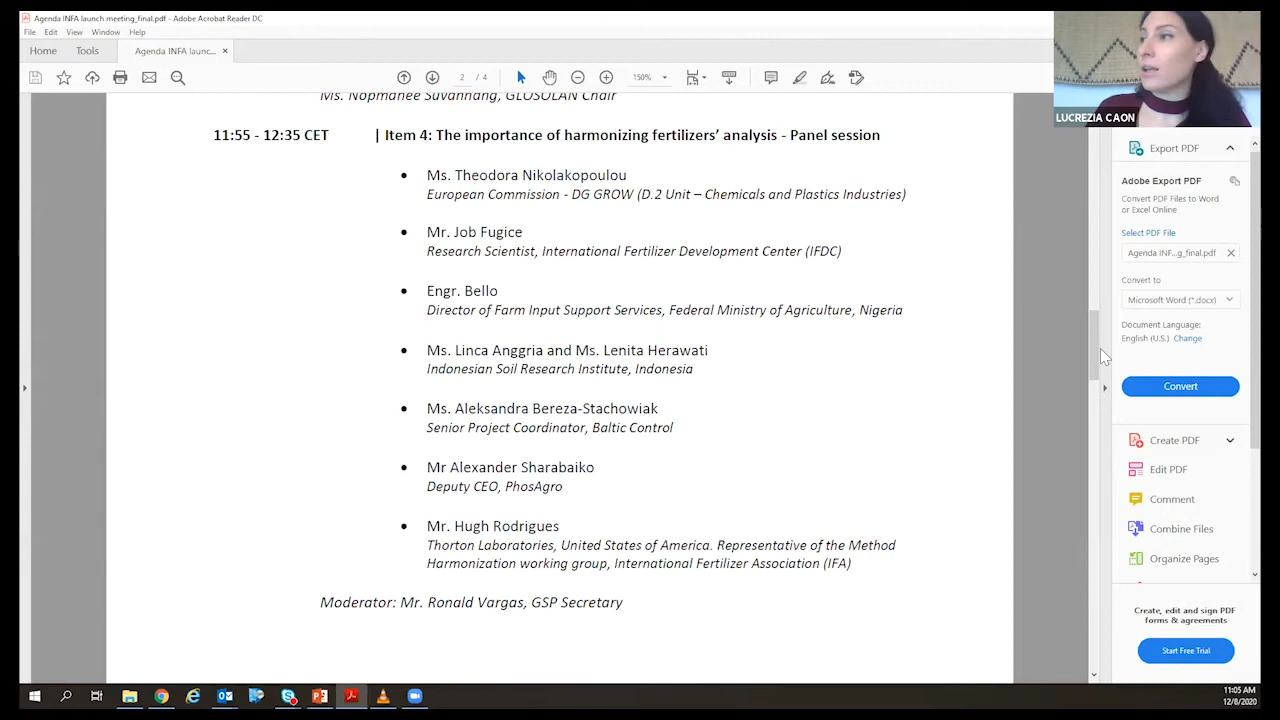 Agenda INFA launch meeting_final.pdf - Adobe Acrobat Reader DC
File Edit View Window Help
Home Tools Agenda INFA launc... ×
2 / 4 150%
LUCREZIA CAON
Ms. Napmanee Suvannang, GLOSOLAN Chair
11:55 - 12:35 CET | Item 4: The importance of harmonizing fertilizers’ analysis - Panel session
• Ms. Theodora Nikolakopoulou
European Commission - DG GROW (D.2 Unit – Chemicals and Plastics Industries)
• Mr. Job Fugice
Research Scientist, International Fertilizer Development Center (IFDC)
• Engr. Bello
Director of Farm Input Support Services, Federal Ministry of Agriculture, Nigeria
• Ms. Linca Anggria and Ms. Lenita Herawati
Indonesian Soil Research Institute, Indonesia
• Ms. Aleksandra Bereza-Stachowiak
Senior Project Coordinator, Baltic Control
• Mr Alexander Sharabaiko
Deputy CEO, PhosAgro
• Mr. Hugh Rodrigues
Thorton Laboratories, United States of America. Representative of the Method
Harmonization working group, International Fertilizer Association (IFA)
Moderator: Mr. Ronald Vargas, GSP Secretary
Export PDF
Adobe Export PDF
Convert PDF Files to Word
or Excel Online
Select PDF File
Agenda INF...g_final.pdf ×
Convert to
Microsoft Word (*.docx)
Document Language:
English (U.S.) Change
Convert
Create PDF
Edit PDF
Comment
Combine Files
Organize Pages
Create, edit and sign PDF
forms & agreements
Start Free Trial
11:05 AM
12/8/2020